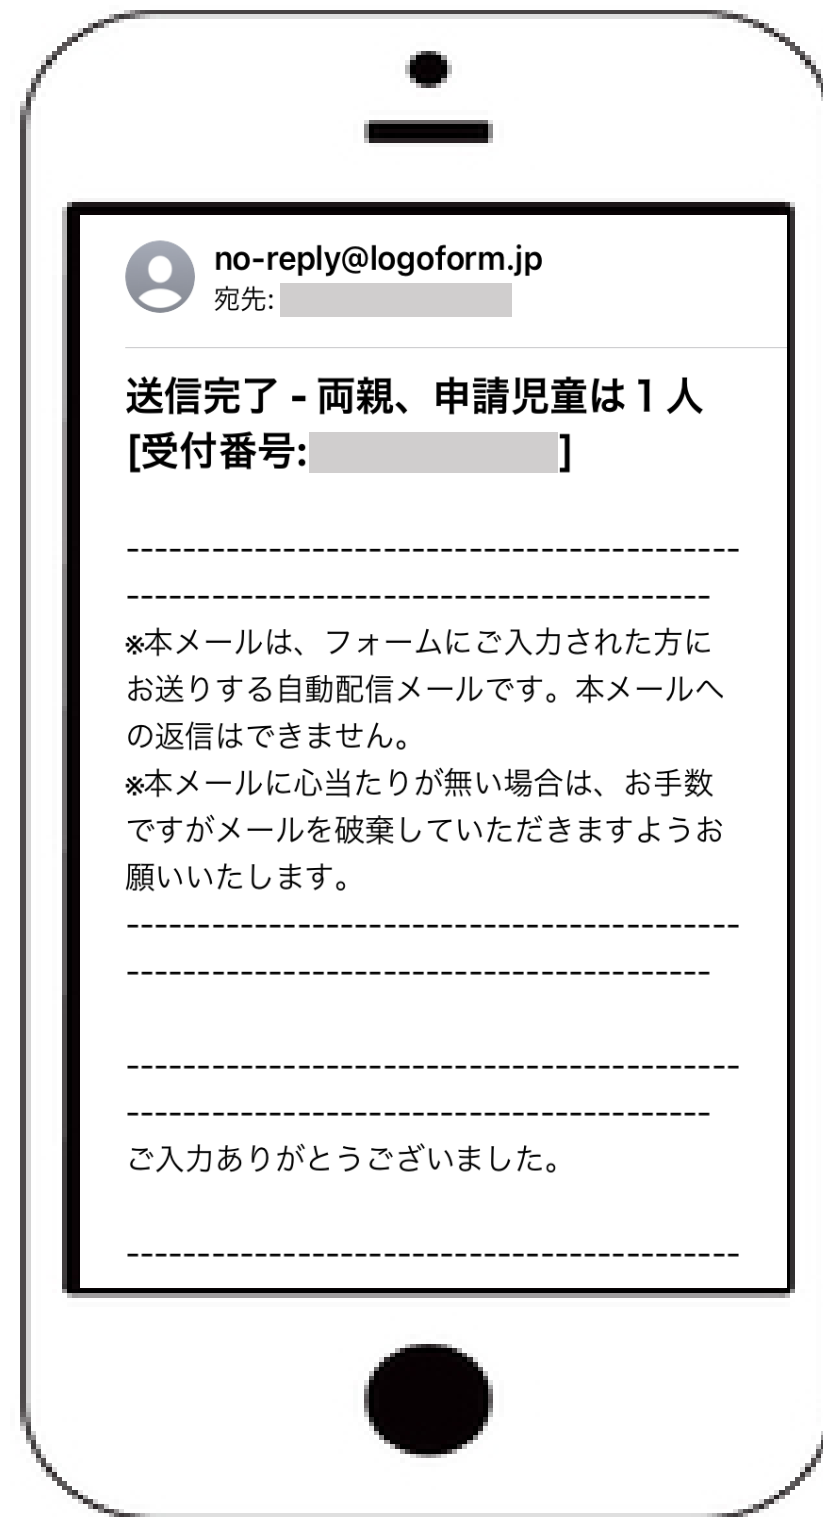 no-reply@logoform.jp
宛先:
送信完了 - 両親、申請児童は1人
[受付番号: ]
-------------------------------------------
-----------------------------------------
※本メールは、フォームにご入力された方に
お送りする自動配信メールです。本メールへ
の返信はできません。
※本メールに心当たりが無い場合は、お手数
ですがメールを破棄していただきますようお
願いいたします。
-------------------------------------------
-----------------------------------------
-------------------------------------------
-----------------------------------------
ご入力ありがとうございました。
-------------------------------------------